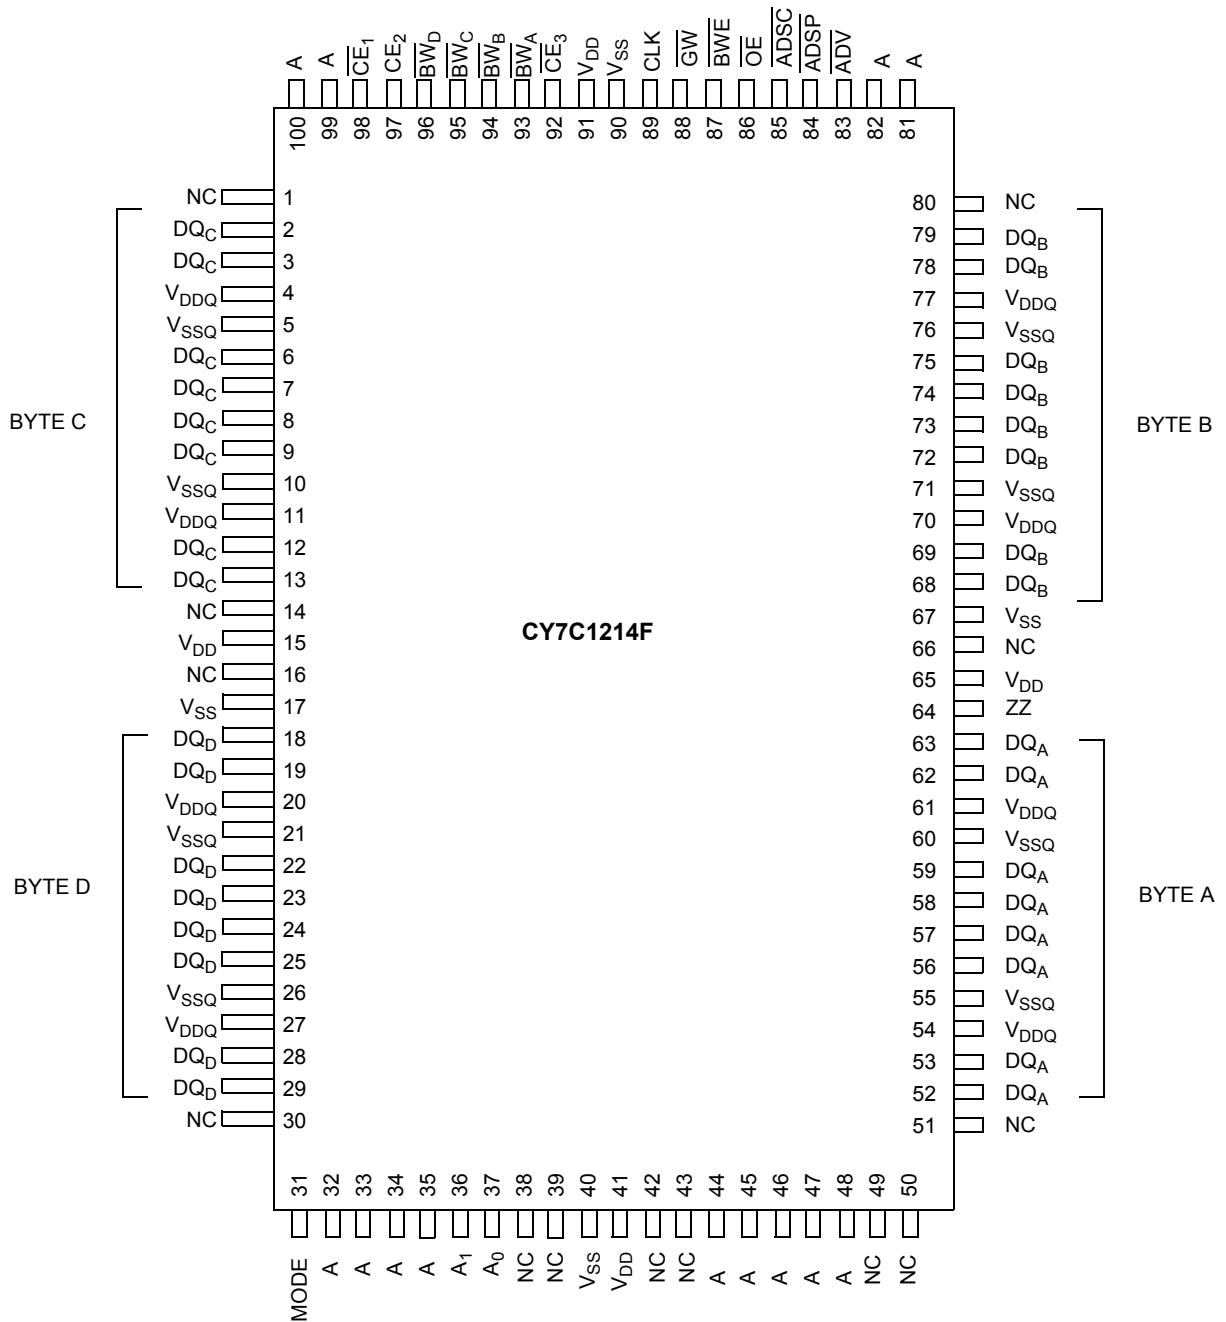 A A CE1 CE2 BWD BWC BWB BWA CE3 VDD VSS CLK GW BWE OE ADSC ADSP ADV A A
100 99 98 97 96 95 94 93 92 91 90 89 88 87 86 85 84 83 82 81
NC 1
DQC 2
DQC 3
VDDQ 4
VSSQ 5
DQC 6
DQC 7
DQC 8
DQC 9
VSSQ 10
VDDQ 11
DQC 12
DQC 13
NC 14
VDD 15
NC 16
VSS 17
DQD 18
DQD 19
VDDQ 20
VSSQ 21
DQD 22
DQD 23
DQD 24
DQD 25
VSSQ 26
VDDQ 27
DQD 28
DQD 29
NC 30
BYTE C
BYTE D
CY7C1214F
80 NC
79 DQB
78 DQB
77 VDDQ
76 VSSQ
75 DQB
74 DQB
73 DQB
72 DQB
71 VSSQ
70 VDDQ
69 DQB
68 DQB
67 VSS
66 NC
65 VDD
64 ZZ
63 DQA
62 DQA
61 VDDQ
60 VSSQ
59 DQA
58 DQA
57 DQA
56 DQA
55 VSSQ
54 VDDQ
53 DQA
52 DQA
51 NC
BYTE B
BYTE A
31 32 33 34 35 36 37 38 39 40 41 42 43 44 45 46 47 48 49 50
MODE A A A A A1 A0 NC NC VSS VDD NC NC A A A A A NC NC